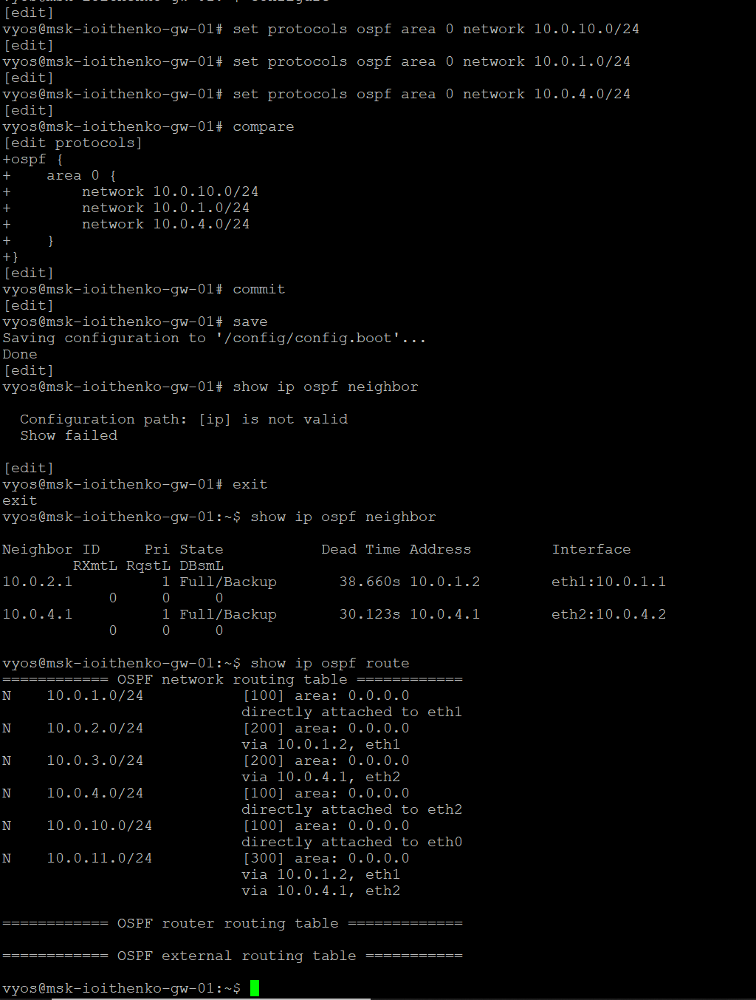 [edit]
vyos@msk-ioithenko-gw-01# set protocols ospf area 0 network 10.0.10.0/24
[edit]
vyos@msk-ioithenko-gw-01# set protocols ospf area 0 network 10.0.1.0/24
[edit]
vyos@msk-ioithenko-gw-01# set protocols ospf area 0 network 10.0.4.0/24
[edit]
vyos@msk-ioithenko-gw-01# compare
[edit protocols]
+ospf {
+    area 0 {
+        network 10.0.10.0/24
+        network 10.0.1.0/24
+        network 10.0.4.0/24
+    }
+}
[edit]
vyos@msk-ioithenko-gw-01# commit
[edit]
vyos@msk-ioithenko-gw-01# save
Saving configuration to '/config/config.boot'...
Done
[edit]
vyos@msk-ioithenko-gw-01# show ip ospf neighbor
  Configuration path: [ip] is not valid
  Show failed
[edit]
vyos@msk-ioithenko-gw-01# exit
exit
vyos@msk-ioithenko-gw-01:~$ show ip ospf neighbor
Neighbor ID     Pri State           Dead Time Address         Interface
        RXmtL RqstL DBsmL
10.0.2.1          1 Full/Backup       38.660s 10.0.1.2        eth1:10.0.1.1
            0     0     0
10.0.4.1          1 Full/Backup       30.123s 10.0.4.1        eth2:10.0.4.2
            0     0     0
vyos@msk-ioithenko-gw-01:~$ show ip ospf route
============ OSPF network routing table ============
N    10.0.1.0/24           [100] area: 0.0.0.0
                           directly attached to eth1
N    10.0.2.0/24           [200] area: 0.0.0.0
                           via 10.0.1.2, eth1
N    10.0.3.0/24           [200] area: 0.0.0.0
                           via 10.0.4.1, eth2
N    10.0.4.0/24           [100] area: 0.0.0.0
                           directly attached to eth2
N    10.0.10.0/24          [100] area: 0.0.0.0
                           directly attached to eth0
N    10.0.11.0/24          [300] area: 0.0.0.0
                           via 10.0.1.2, eth1
                           via 10.0.4.1, eth2
============ OSPF router routing table =============
============ OSPF external routing table ===========
vyos@msk-ioithenko-gw-01:~$